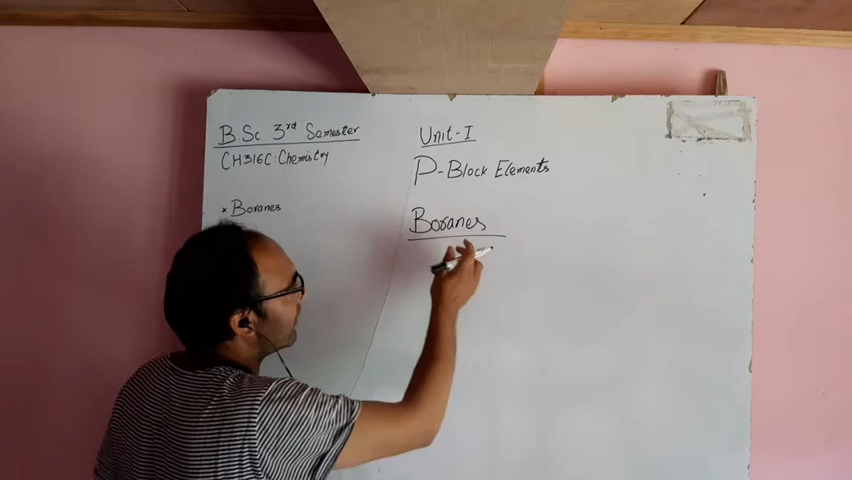 B.Sc 3rd Semester
CH316C: Chemistry
* Boranes
Unit-I
P-Block Elements
Boranes